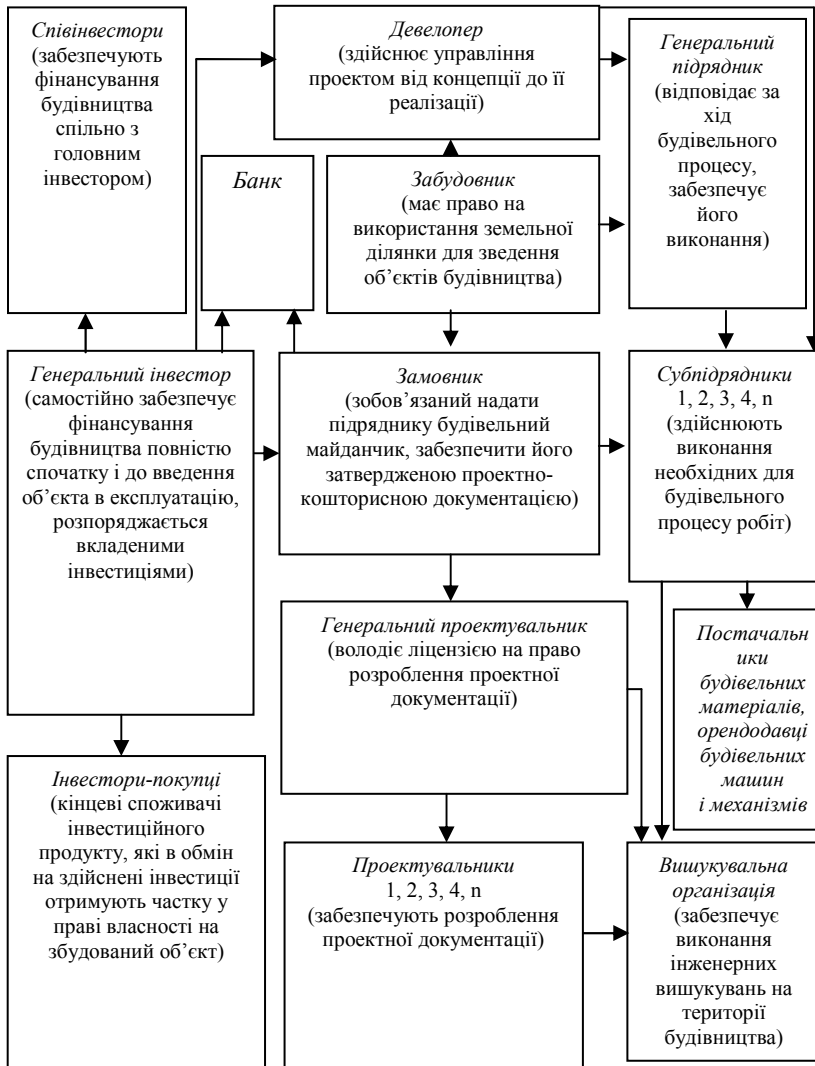 Співінвестори
(забезпечують
фінансування
будівництва
спільно з
головним
інвестором)
Девелопер
(здійснює управління
проектом від концепції до її
реалізації)
Генеральний
підрядник
(відповідає за
хід
будівельного
процесу,
забезпечує
його
виконання)
Банк
Забудовник
(має право на
використання земельної
ділянки для зведення
об’єктів будівництва)
Генеральний інвестор
(самостійно забезпечує
фінансування
будівництва повністю
спочатку і до введення
об’єкта в експлуатацію,
розпоряджається
вкладеними
інвестиціями)
Замовник
(зобов’язаний надати
підряднику будівельний
майданчик, забезпечити його
затвердженою проектно-
кошторисною документацією)
Субпідрядники
1, 2, 3, 4, n
(здійснюють
виконання
необхідних для
будівельного
процесу робіт)
Генеральний проектувальник
(володіє ліцензією на право
розроблення проектної
документації)
Постачальн
ики
будівельних
матеріалів,
орендодавці
будівельних
машин
і механізмів
Інвестори-покупці
(кінцеві споживачі
інвестиційного
продукту, які в обмін
на здійснені інвестиції
отримують частку у
праві власності на
збудований об’єкт)
Проектувальники
1, 2, 3, 4, n
(забезпечують розроблення
проектної документації)
Вишукувальна
організація
(забезпечує
виконання
інженерних
вишукувань на
території
будівництва)